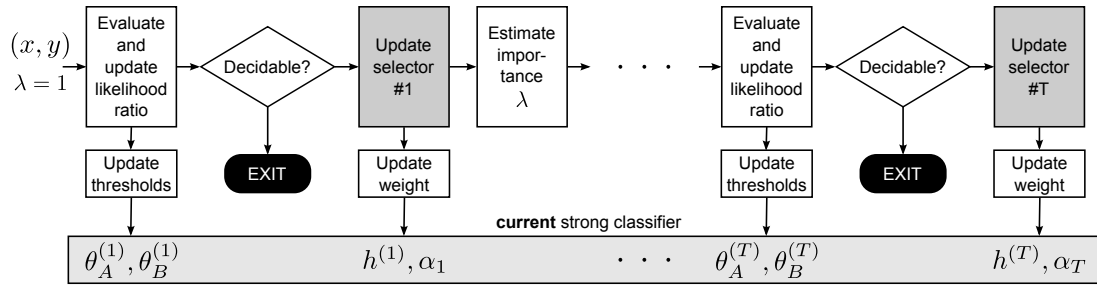 (x, y)
λ = 1
Evaluate
and
update
likelihood
ratio
Decidable?
Update
selector
#1
Estimate
impor-
tance
λ
. . .
Evaluate
and
update
likelihood
ratio
Decidable?
Update
selector
#T
Update
thresholds
EXIT
Update
weight
Update
thresholds
EXIT
Update
weight
current strong classifier
θ_A^(1), θ_B^(1)
h^(1), α_1
. . .
θ_A^(T), θ_B^(T)
h^(T), α_T